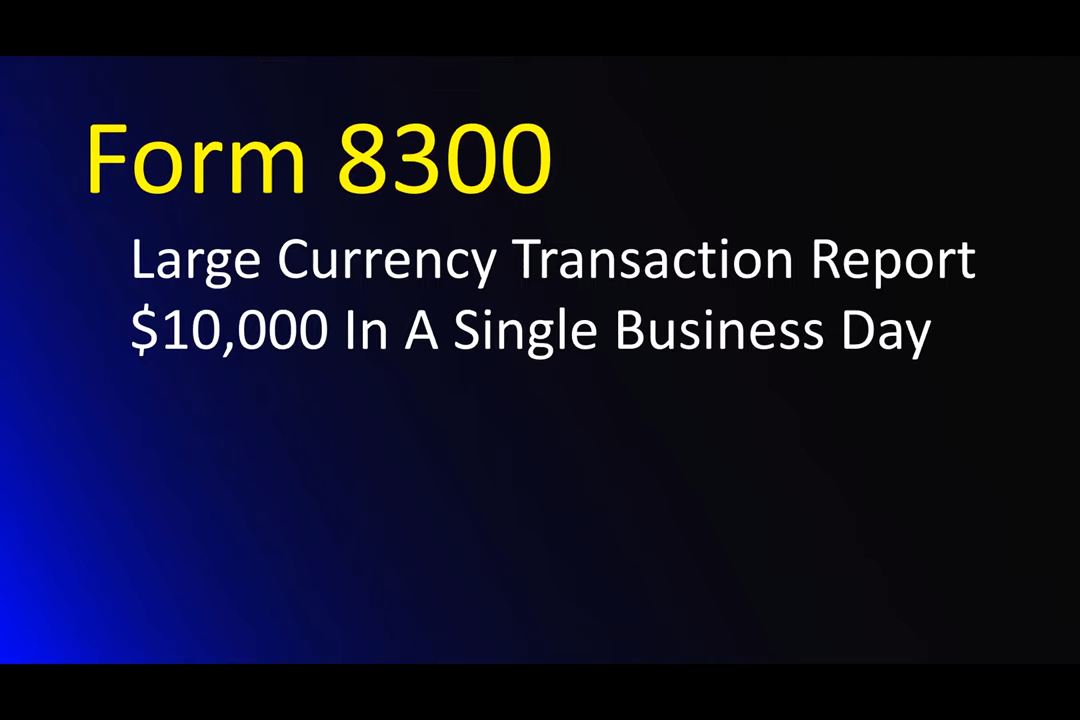 Form 8300
Large Currency Transaction Report
$10,000 In A Single Business Day